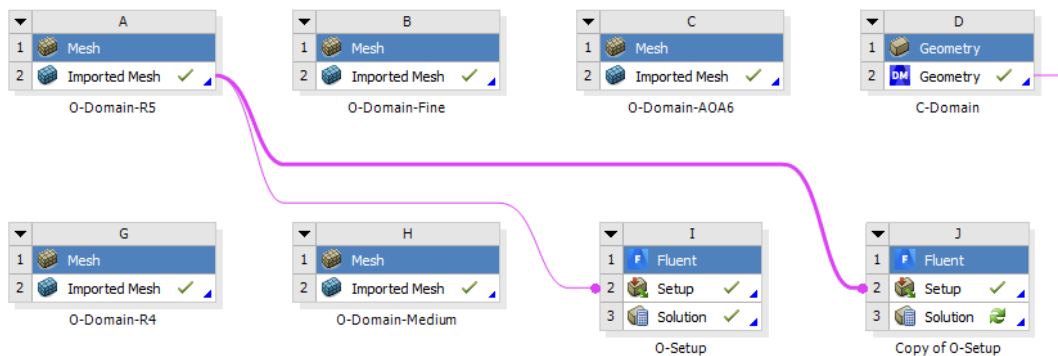 A B C D
1 Mesh 1 Mesh 1 Mesh 1 Geometry
2 Imported Mesh 2 Imported Mesh 2 Imported Mesh 2 DM Geometry
O-Domain-R5 O-Domain-Fine O-Domain-AOA6 C-Domain
G H I J
1 Mesh 1 Mesh 1 F Fluent 1 F Fluent
2 Imported Mesh 2 Imported Mesh 2 Setup 2 Setup
O-Domain-R4 O-Domain-Medium 3 Solution 3 Solution
O-Setup Copy of O-Setup